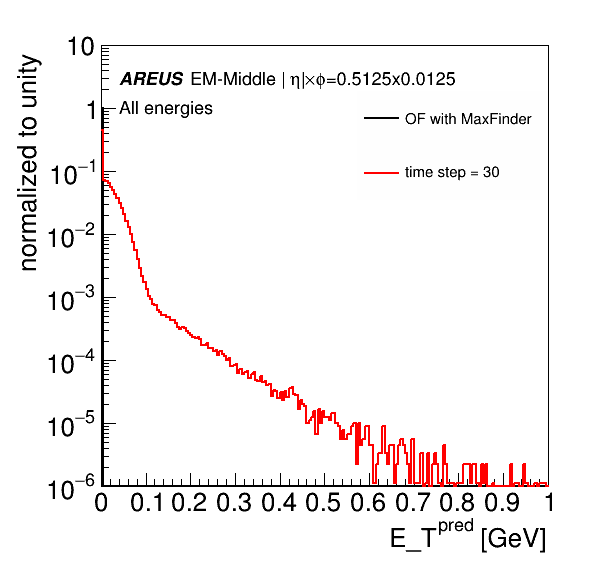 10
AREUS EM-Middle | η|×ϕ=0.5125x0.0125
1
All energies
OF with MaxFinder
10⁻¹
time step = 30
normalized to unity
10⁻²
10⁻³
10⁻⁴
10⁻⁵
10⁻⁶
0 0.1 0.2 0.3 0.4 0.5 0.6 0.7 0.8 0.9 1
E_T^pred [GeV]